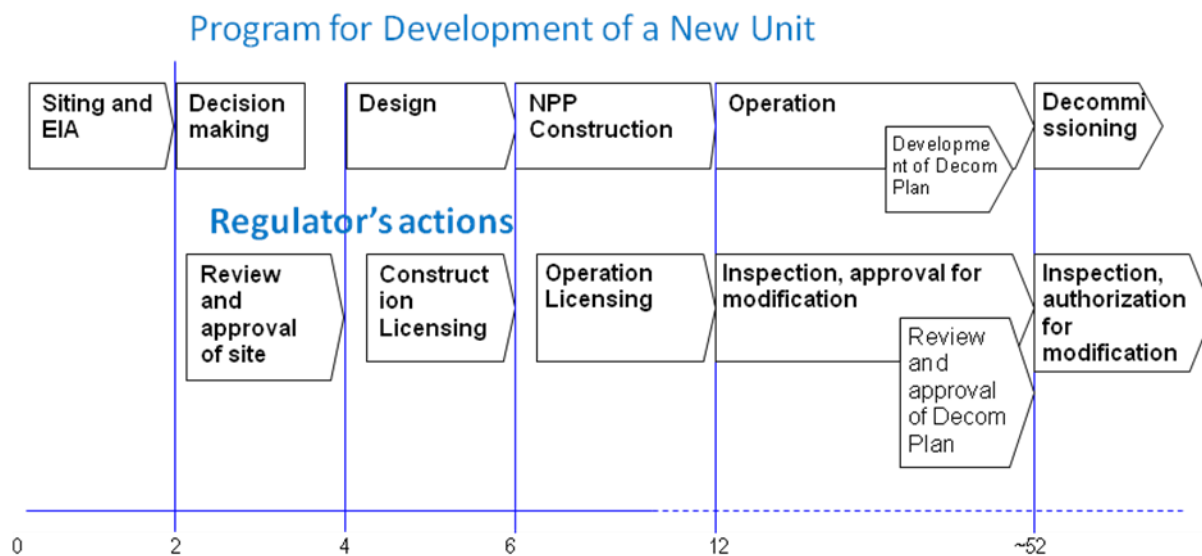 Program for Development of a New Unit
Siting and
EIA
Decision
making
Design
NPP
Construction
Operation
Developme
nt of Decom
Plan
Decommi
ssioning
Regulator's actions
Review
and
approval
of site
Construct
ion
Licensing
Operation
Licensing
Inspection, approval for
modification
Review
and
approval
of Decom
Plan
Inspection,
authorization
for
modification
0 2 4 6 12 ~52